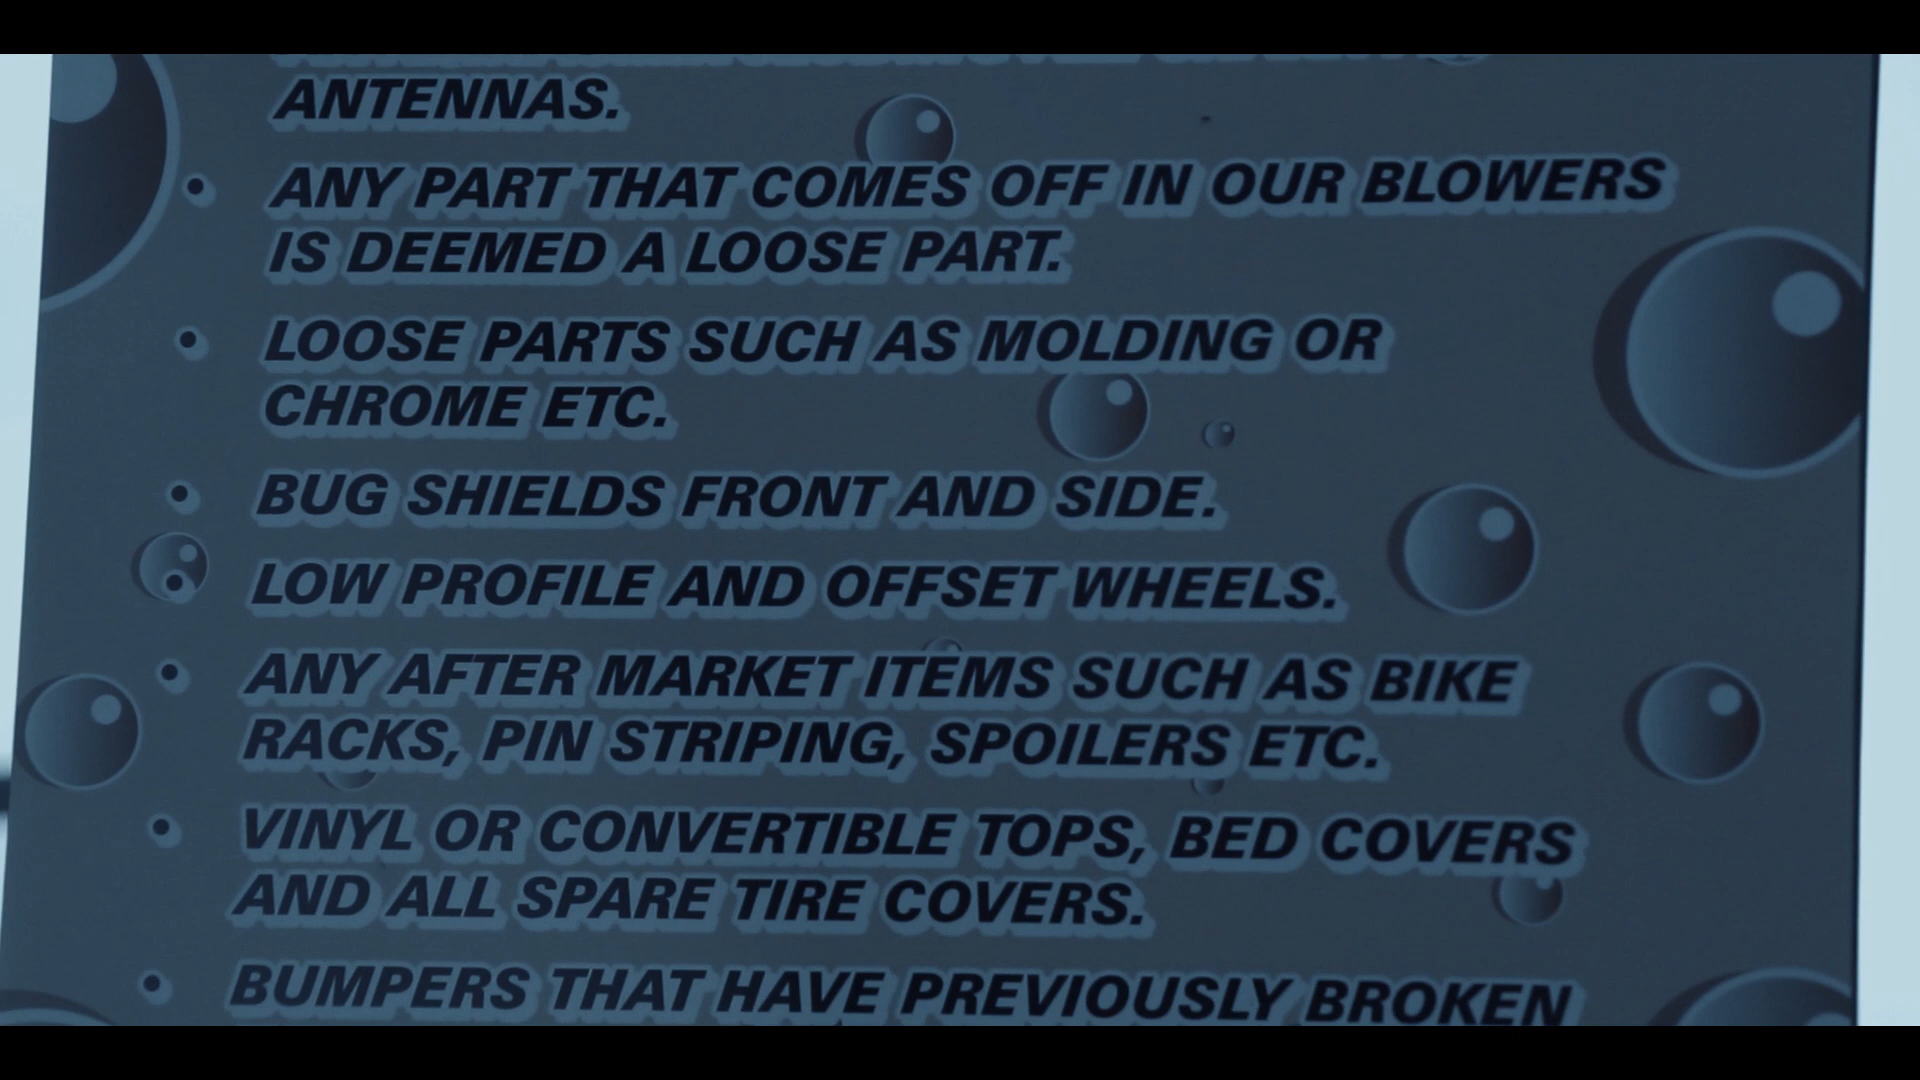 ANTENNAS.
• ANY PART THAT COMES OFF IN OUR BLOWERS
IS DEEMED A LOOSE PART.
• LOOSE PARTS SUCH AS MOLDING OR
CHROME ETC.
• BUG SHIELDS FRONT AND SIDE.
• LOW PROFILE AND OFFSET WHEELS.
• ANY AFTER MARKET ITEMS SUCH AS BIKE
RACKS, PIN STRIPING, SPOILERS ETC.
• VINYL OR CONVERTIBLE TOPS, BED COVERS
AND ALL SPARE TIRE COVERS.
• BUMPERS THAT HAVE PREVIOUSLY BROKEN